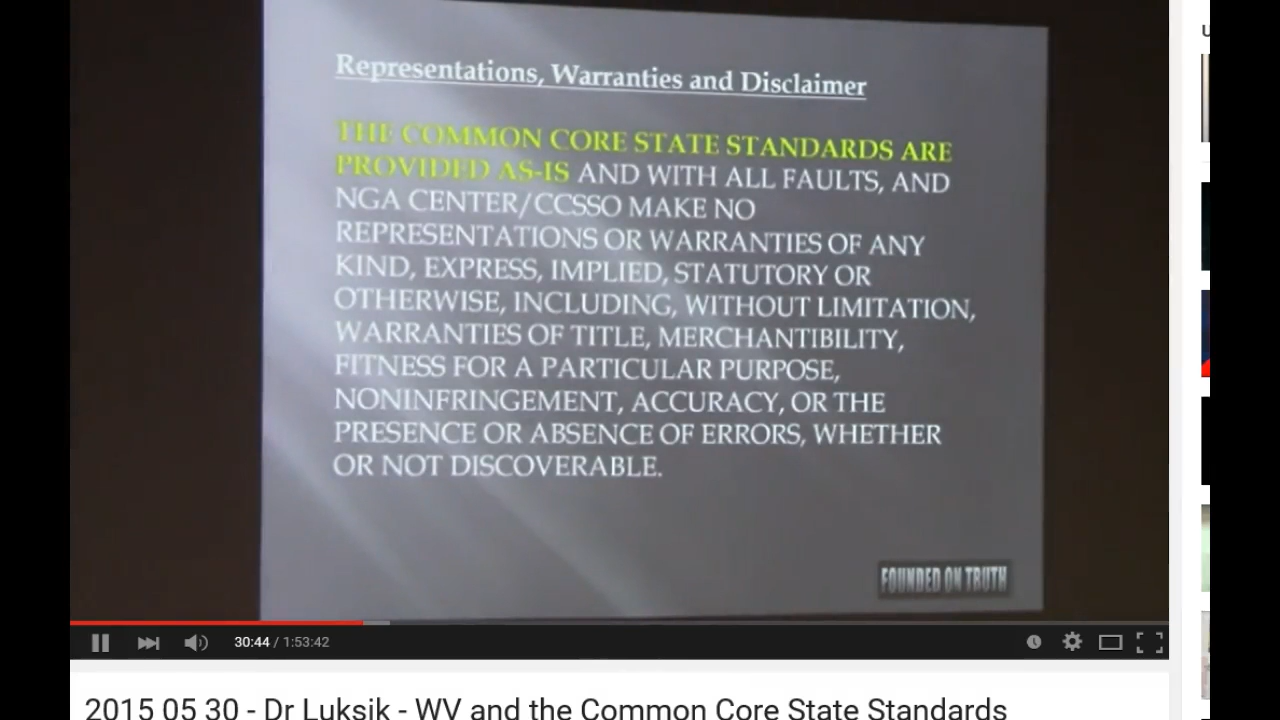 Representations, Warranties and Disclaimer
THE COMMON CORE STATE STANDARDS ARE
PROVIDED AS-IS AND WITH ALL FAULTS, AND
NGA CENTER/CCSSO MAKE NO
REPRESENTATIONS OR WARRANTIES OF ANY
KIND, EXPRESS, IMPLIED, STATUTORY OR
OTHERWISE, INCLUDING, WITHOUT LIMITATION,
WARRANTIES OF TITLE, MERCHANTIBILITY,
FITNESS FOR A PARTICULAR PURPOSE,
NONINFRINGEMENT, ACCURACY, OR THE
PRESENCE OR ABSENCE OF ERRORS, WHETHER
OR NOT DISCOVERABLE.
FOUNDED ON TRUTH
30:44 / 1:53:42
2015 05 30 - Dr Luksik - WV and the Common Core State Standards